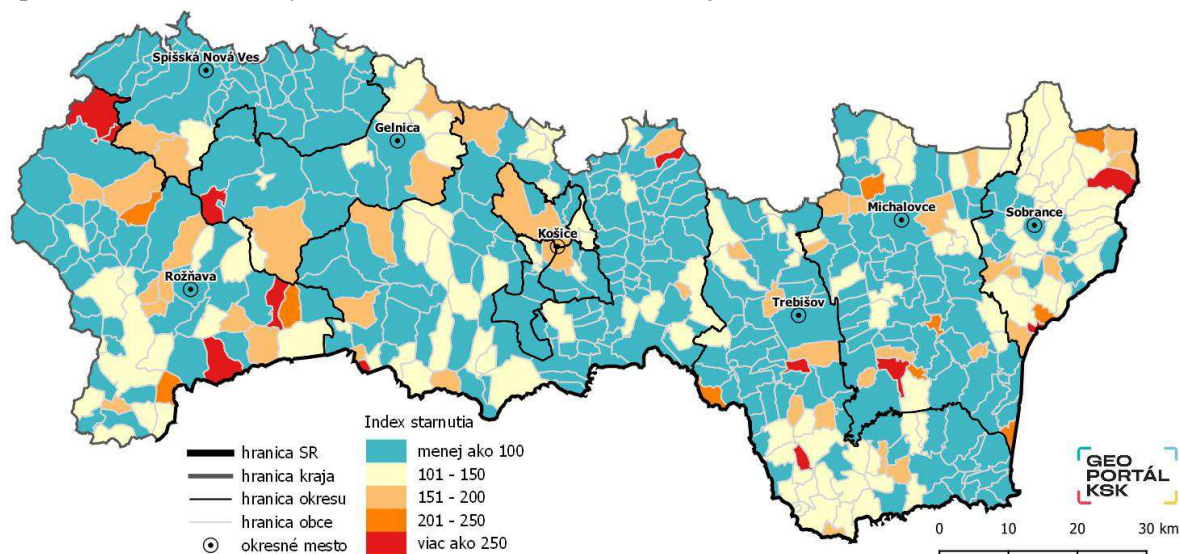 Spišská Nová Ves
Gelnica
Košice
Michalovce
Sobrance
Rožňava
Trebišov
Index starnutia
hranica SR
hranica kraja
hranica okresu
hranica obce
okresné mesto
menej ako 100
101 - 150
151 - 200
201 - 250
viac ako 250
GEO
PORTÁL
KSK
0 10 20 30 km